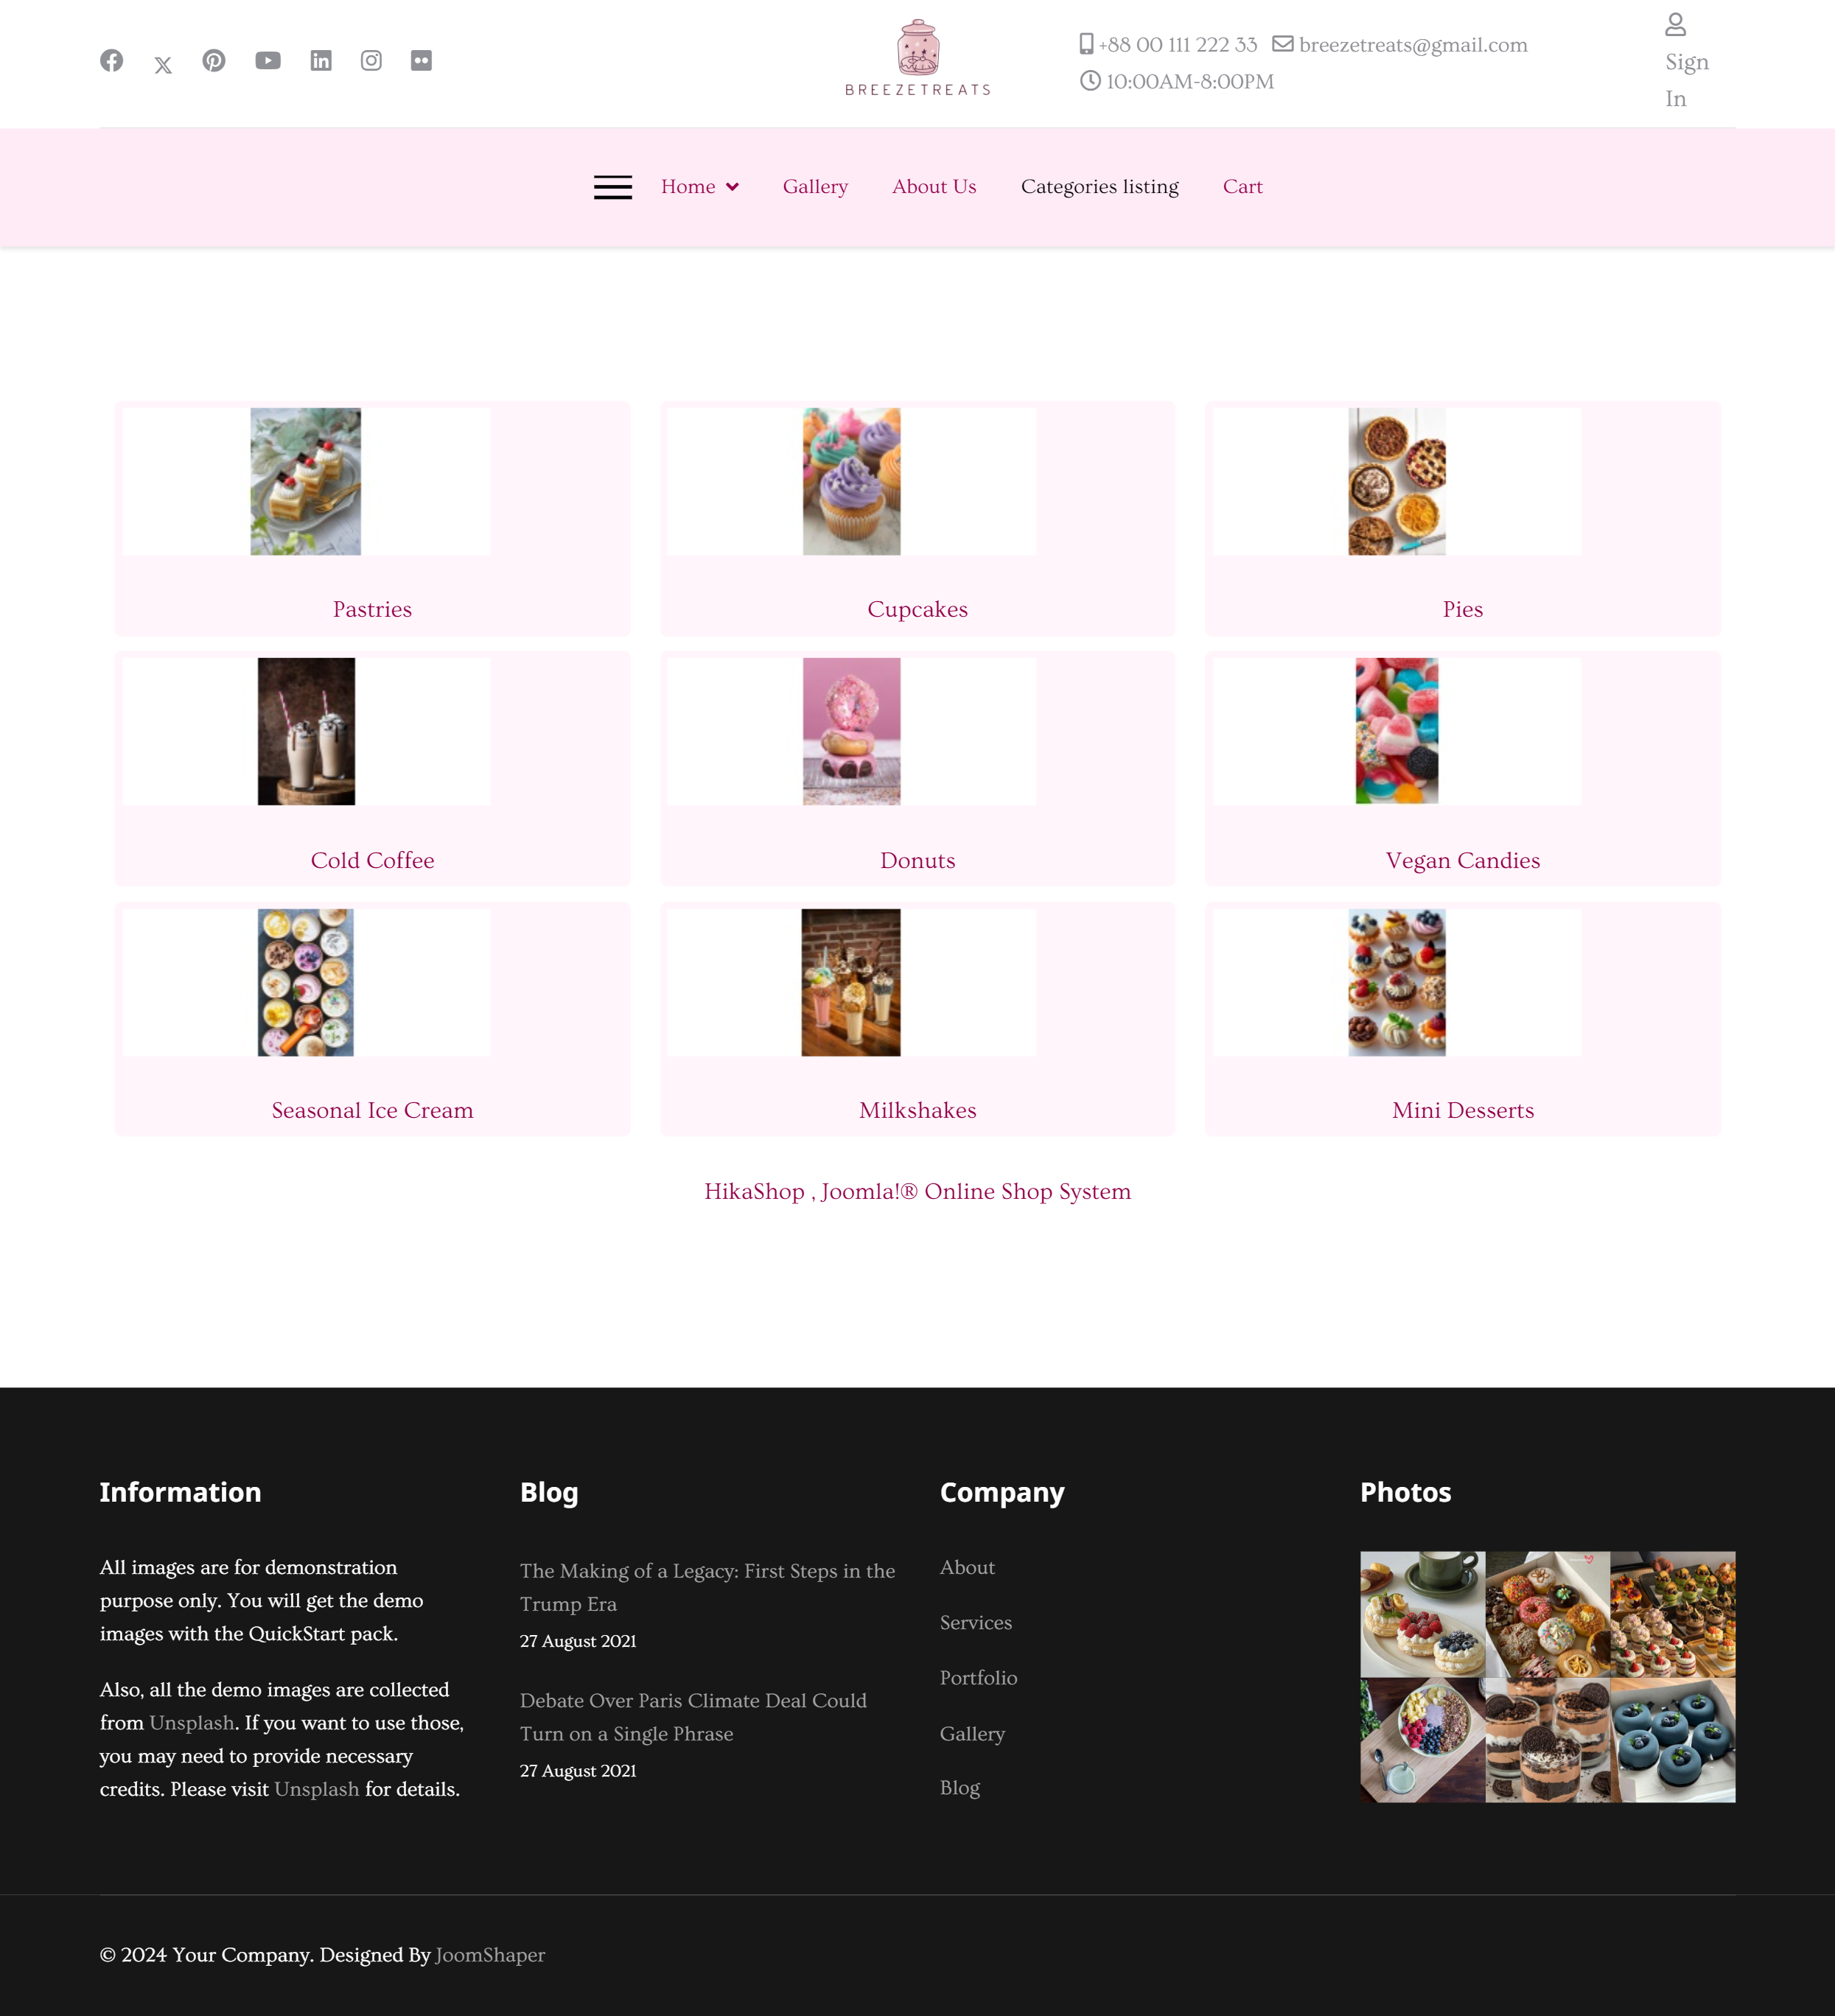 BREEZETREATS
+88 00 111 222 33 breezetreats@gmail.com
10:00AM-8:00PM
Sign
In
Home Gallery About Us Categories listing Cart
Pastries Cupcakes Pies
Cold Coffee Donuts Vegan Candies
Seasonal Ice Cream Milkshakes Mini Desserts
HikaShop , Joomla!® Online Shop System
Information
All images are for demonstration
purpose only. You will get the demo
images with the QuickStart pack.
Also, all the demo images are collected
from Unsplash. If you want to use those,
you may need to provide necessary
credits. Please visit Unsplash for details.
Blog
The Making of a Legacy: First Steps in the
Trump Era
27 August 2021
Debate Over Paris Climate Deal Could
Turn on a Single Phrase
27 August 2021
Company
About
Services
Portfolio
Gallery
Blog
Photos
© 2024 Your Company. Designed By JoomShaper